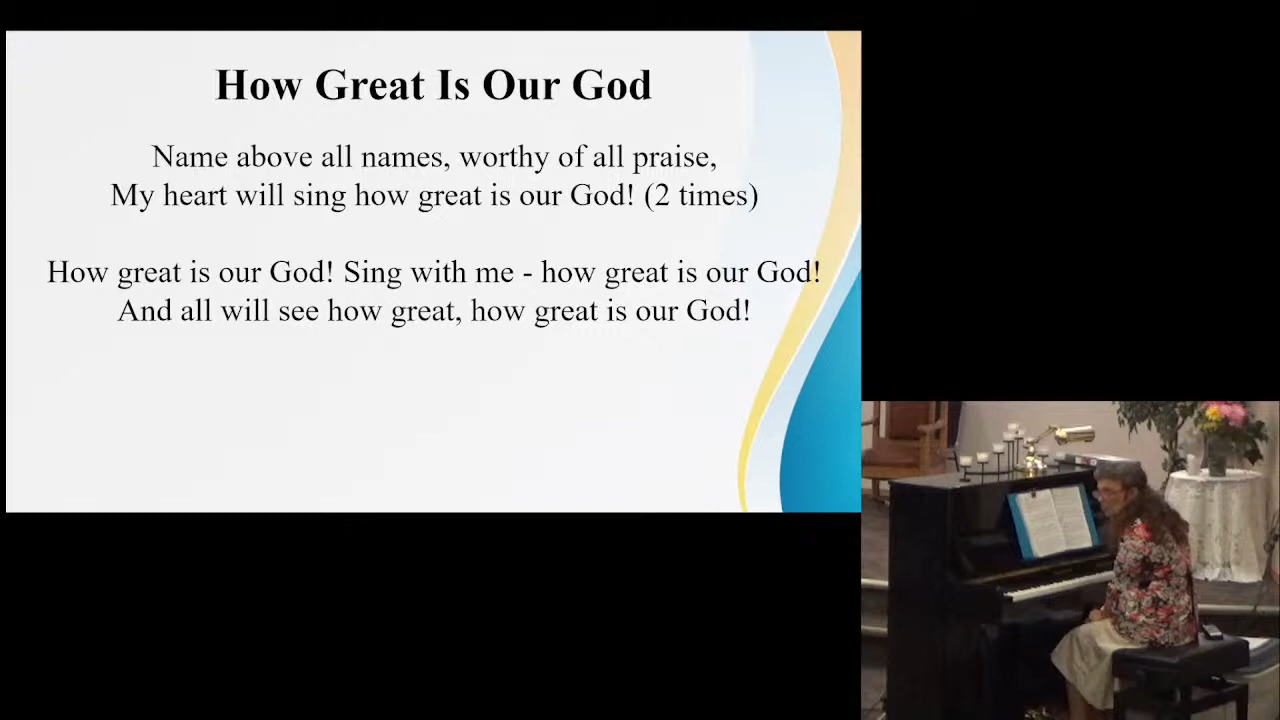 How Great Is Our God
Name above all names, worthy of all praise,
My heart will sing how great is our God! (2 times)
How great is our God! Sing with me - how great is our God!
And all will see how great, how great is our God!